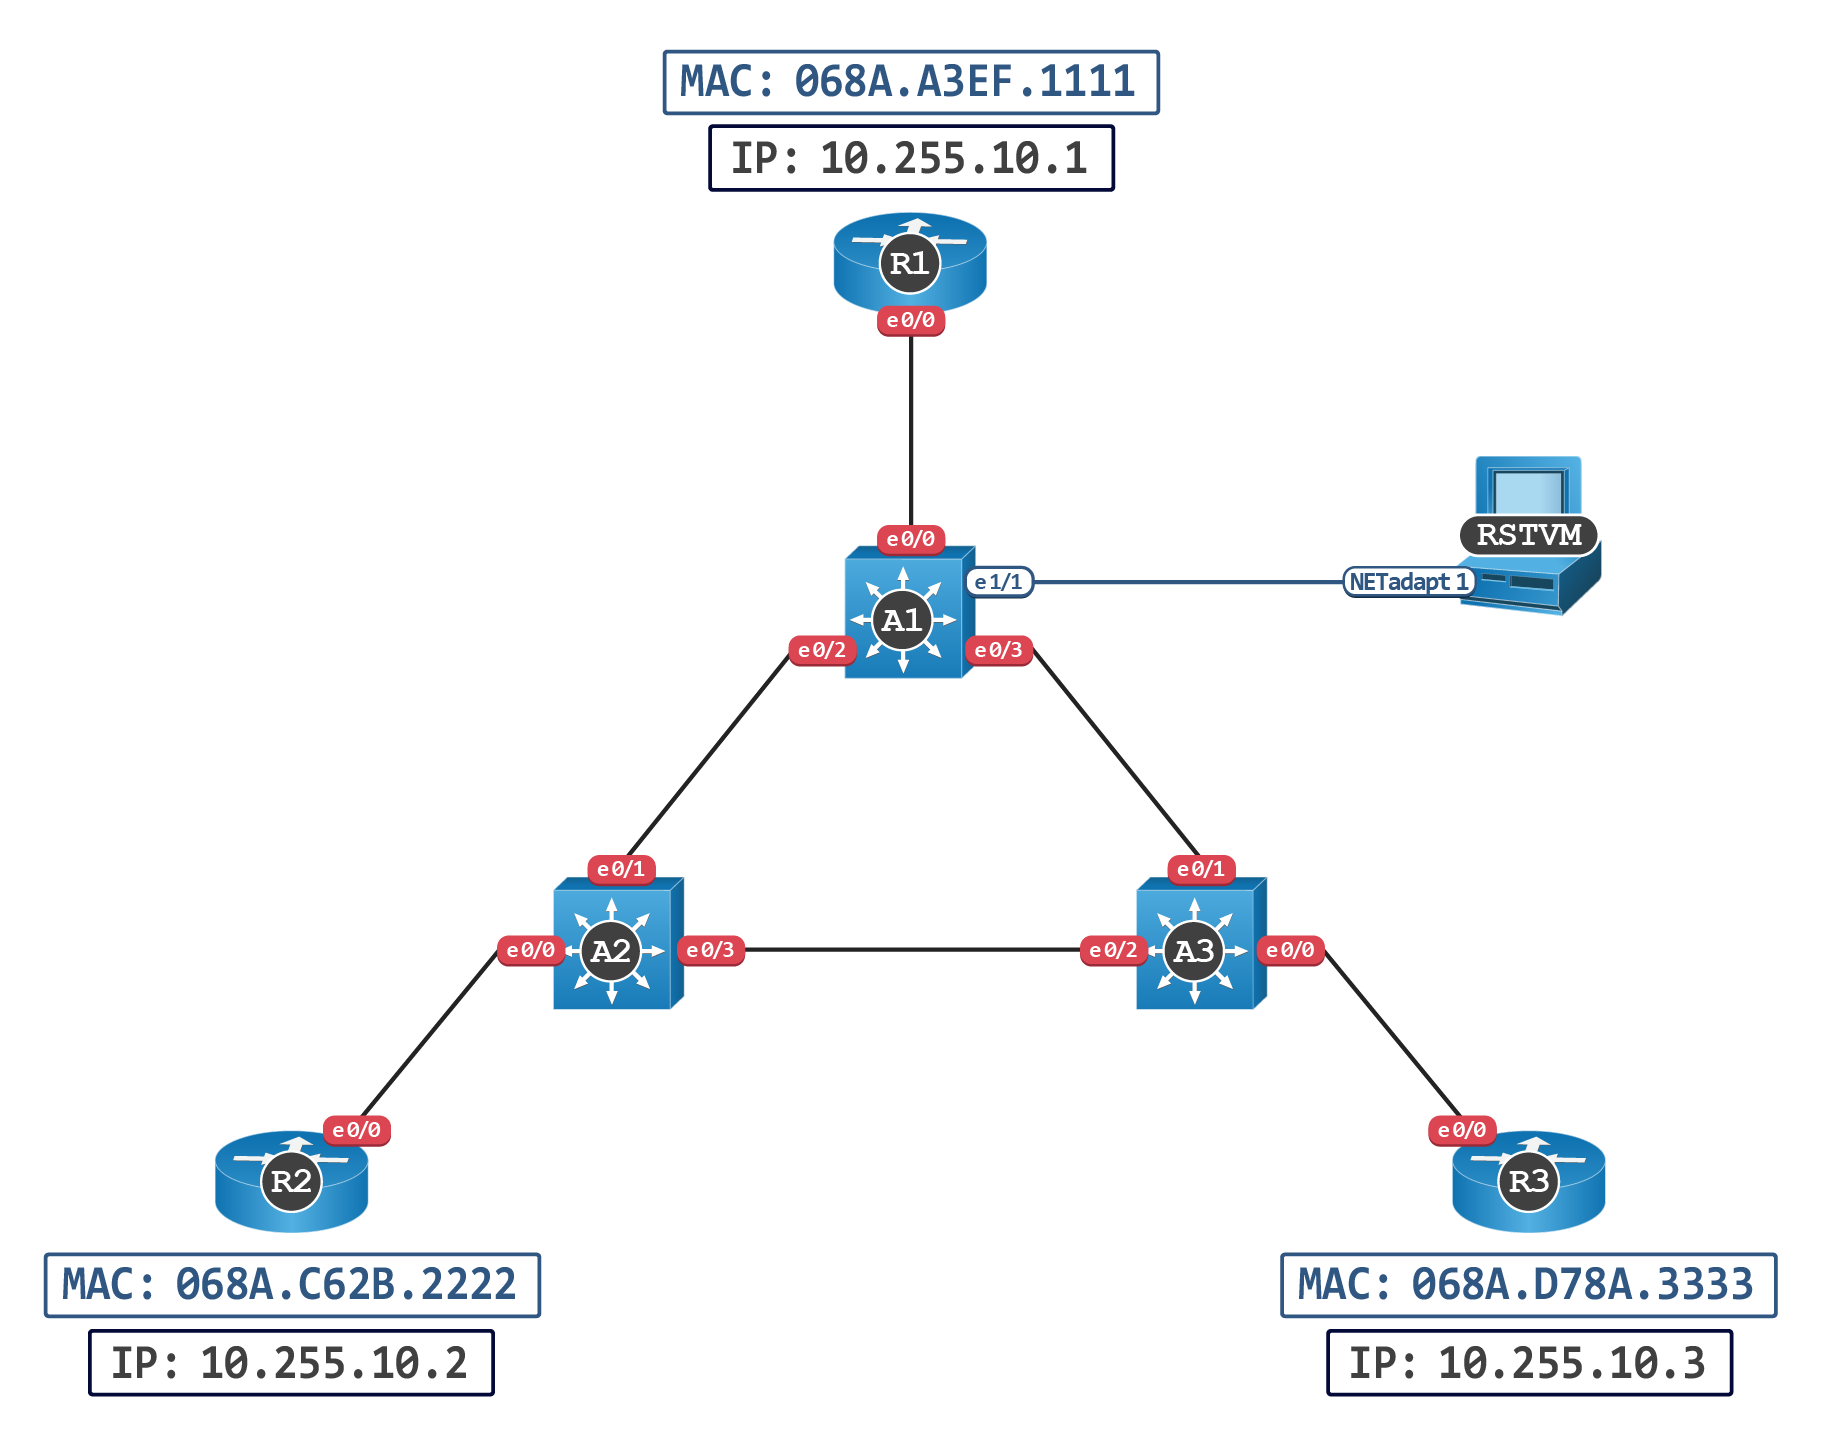 MAC: 068A.A3EF.1111
IP: 10.255.10.1
R1
e0/0
RSTVM
e0/0
e1/1
NETadapt 1
A1
e0/2
e0/3
e0/1
e0/1
e0/0
A2
e0/3
e0/2
A3
e0/0
e0/0
e0/0
R2
R3
MAC: 068A.C62B.2222
MAC: 068A.D78A.3333
IP: 10.255.10.2
IP: 10.255.10.3